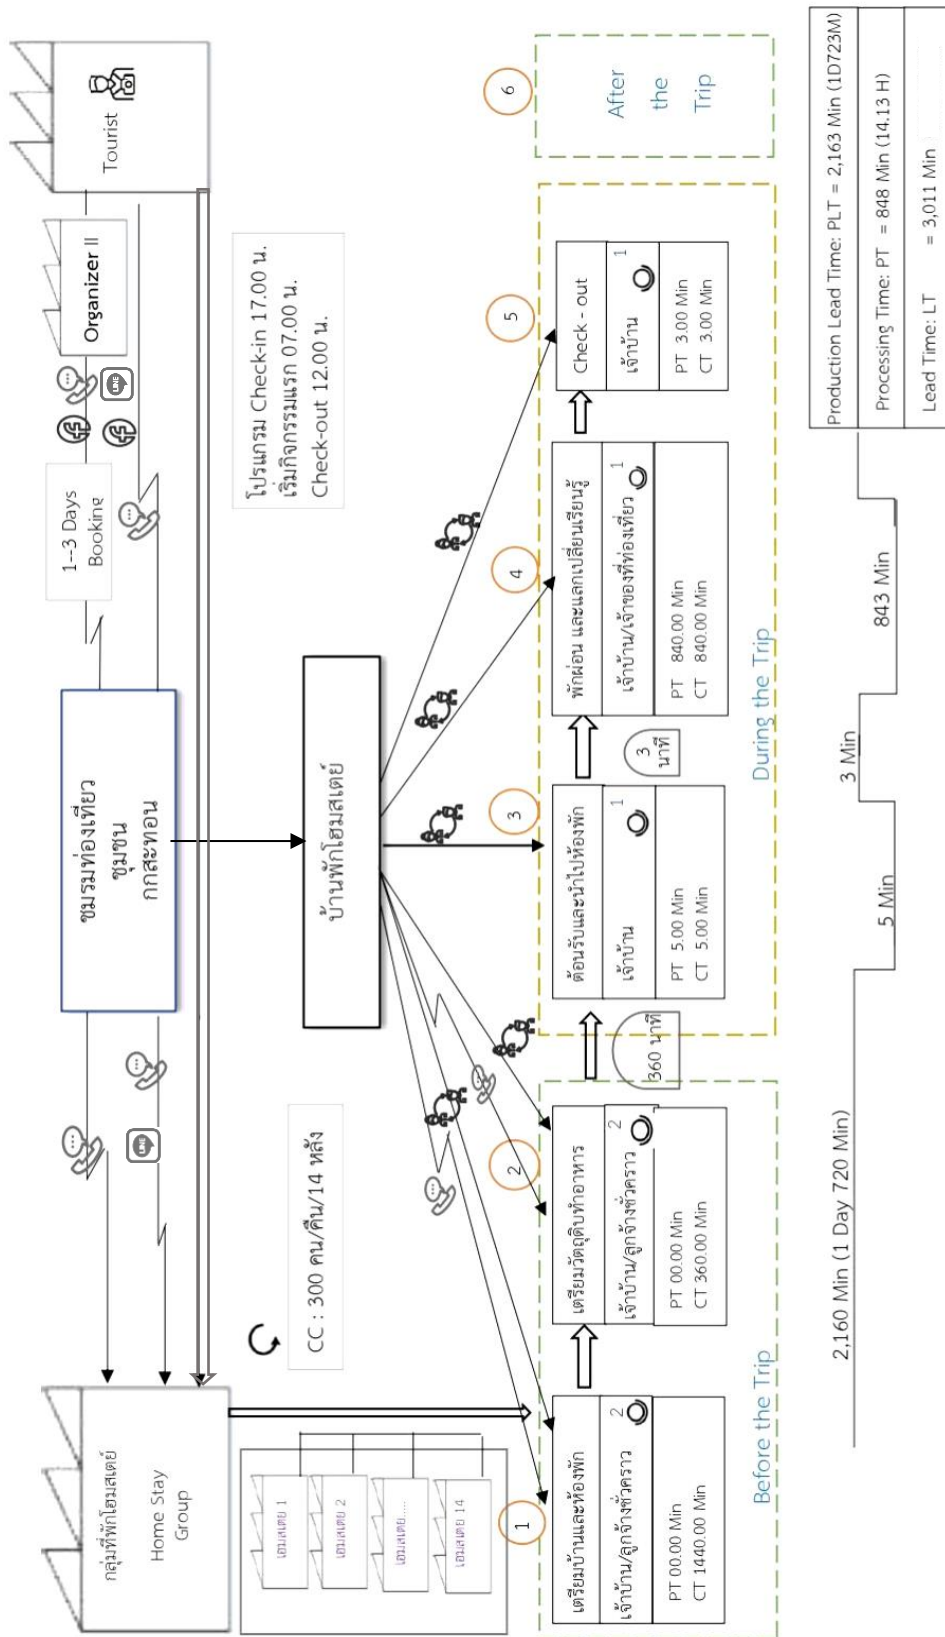 กลุ่มที่พักโฮมสเตย์
Home Stay
Group
ชมรมท่องเที่ยว
ชุมชน
กกสะทอน
1--3 Days
Booking
LINE
LINE
Organizer II
Tourist
โฮมสเตย 1
โฮมสเตย 2
โฮมสเตย.....
โฮมสเตย 14
CC : 300 คน/คืน/14 หลัง
บ้านพักโฮมสเตย์
โปรแกรม Check-in 17.00 น.
เริ่มกิจกรรมแรก 07.00 น.
Check-out 12.00 น.
1
2
3
4
5
6
เตรียมบ้านและห้องพัก
2
เจ้าบ้าน/ลูกจ้างชั่วคราว
PT 00.00 Min
CT 1440.00 Min
เตรียมวัตถุดิบทำอาหาร
2
เจ้าบ้าน/ลูกจ้างชั่วคราว
PT 00.00 Min
CT 360.00 Min
Before the Trip
360 นาที
ต้อนรับและนำไปห้องพัก
เจ้าบ้าน
1
PT 5.00 Min
CT 5.00 Min
3
นาที
พักผ่อน และแลกเปลี่ยนเรียนรู้
เจ้าบ้าน/เจ้าของที่ท่องเที่ยว
1
PT 840.00 Min
CT 840.00 Min
Check - out
เจ้าบ้าน
1
PT 3.00 Min
CT 3.00 Min
During the Trip
After
the
Trip
2,160 Min (1 Day 720 Min)
5 Min
3 Min
843 Min
Production Lead Time: PLT = 2,163 Min (1D723M)
Processing Time: PT = 848 Min (14.13 H)
Lead Time: LT = 3,011 Min